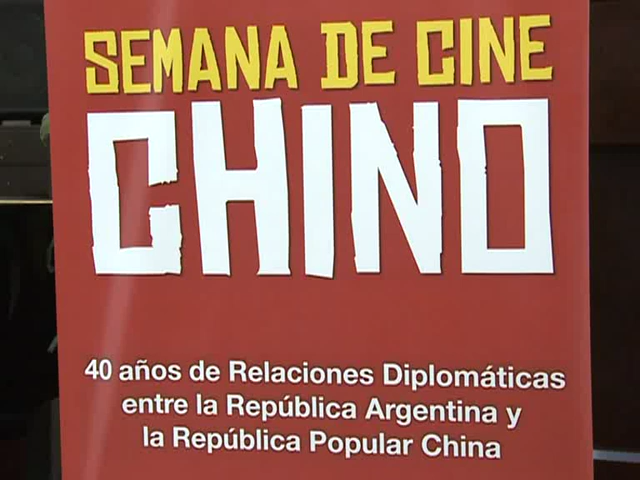 SEMANA DE CINE
CHINO
40 años de Relaciones Diplomáticas
entre la República Argentina y
la República Popular China